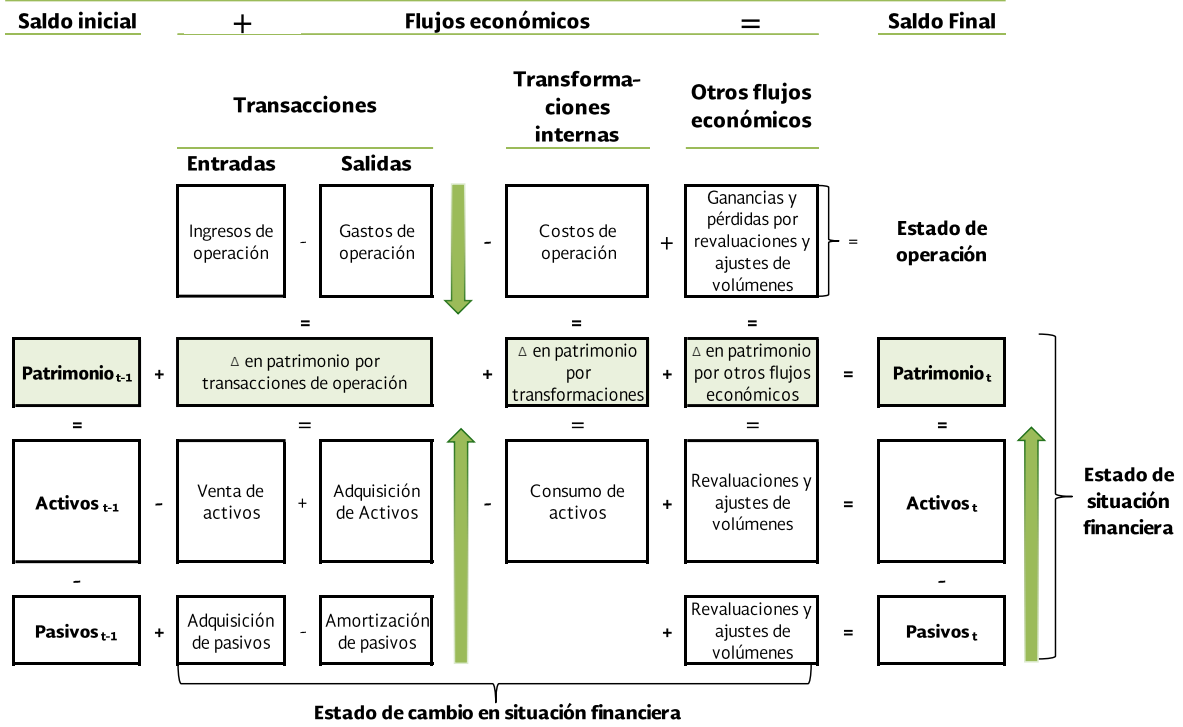 Saldo inicial + Flujos económicos = Saldo Final
Transacciones
Transforma-
ciones
internas
Otros flujos
económicos
Entradas Salidas
Ingresos de
operación
-
Gastos de
operación
-
Costos de
operación
+
Ganancias y
pérdidas por
revaluaciones y
ajustes de
volúmenes
=
Estado de
operación
= = =
Patrimonio t-1
+
Δ en patrimonio por
transacciones de operación
+
Δ en patrimonio
por
transformaciones
+
Δ en patrimonio
por otros flujos
económicos
=
Patrimonio t
= = = = =
Activos t-1
-
Venta de
activos
+
Adquisición
de Activos
-
Consumo de
activos
+
Revaluaciones y
ajustes de
volúmenes
=
Activos t
Estado de
situación
financiera
- -
Pasivos t-1
+
Adquisición
de pasivos
-
Amortización
de pasivos
+
Revaluaciones y
ajustes de
volúmenes
=
Pasivos t
Estado de cambio en situación financiera